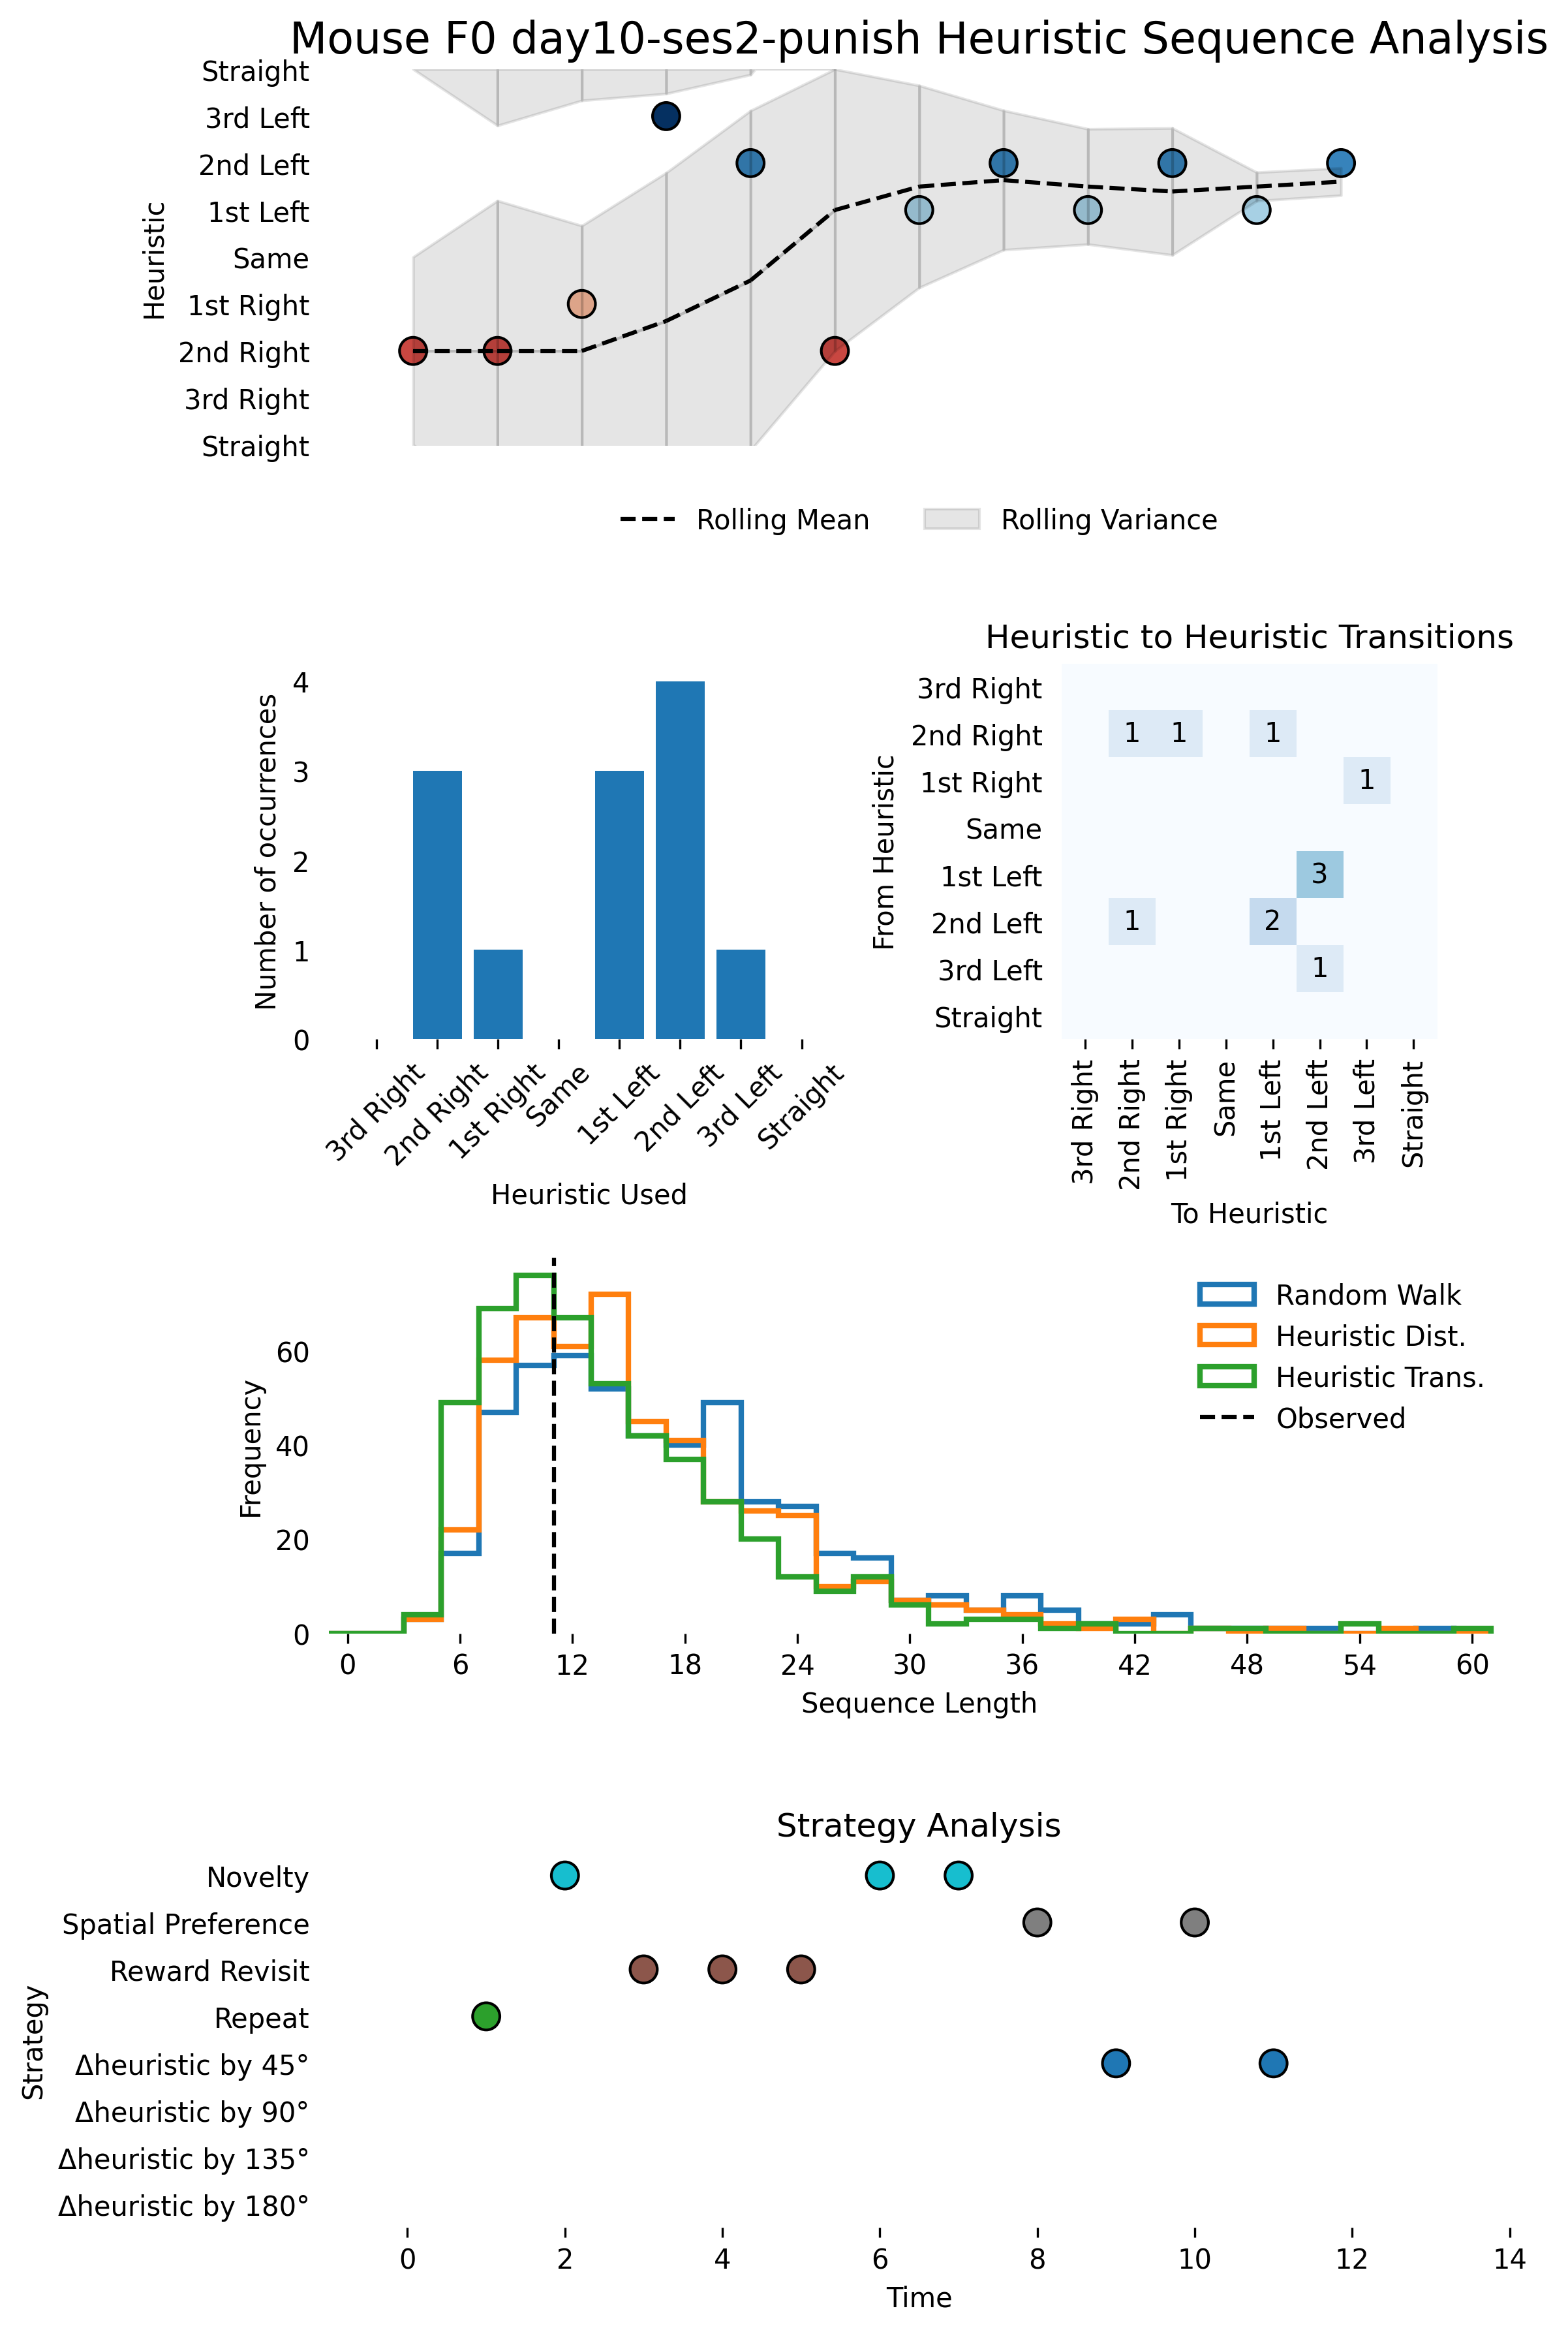 Mouse F0 day10-ses2-punish Heuristic Sequence Analysis
Heuristic
Straight
3rd Left
2nd Left
1st Left
Same
1st Right
2nd Right
3rd Right
Straight
Rolling Mean
Rolling Variance
Number of occurrences
4
3
2
1
0
3rd Right
2nd Right
1st Right
Same
1st Left
2nd Left
3rd Left
Straight
Heuristic Used
Heuristic to Heuristic Transitions
From Heuristic
3rd Right
2nd Right 1 1 1
1st Right 1
Same
1st Left 3
2nd Left 1 2
3rd Left 1
Straight
3rd Right
2nd Right
1st Right
Same
1st Left
2nd Left
3rd Left
Straight
To Heuristic
Frequency
60
40
20
0
0 6 12 18 24 30 36 42 48 54 60
Sequence Length
Random Walk
Heuristic Dist.
Heuristic Trans.
Observed
Strategy Analysis
Strategy
Novelty
Spatial Preference
Reward Revisit
Repeat
Δheuristic by 45°
Δheuristic by 90°
Δheuristic by 135°
Δheuristic by 180°
0 2 4 6 8 10 12 14
Time